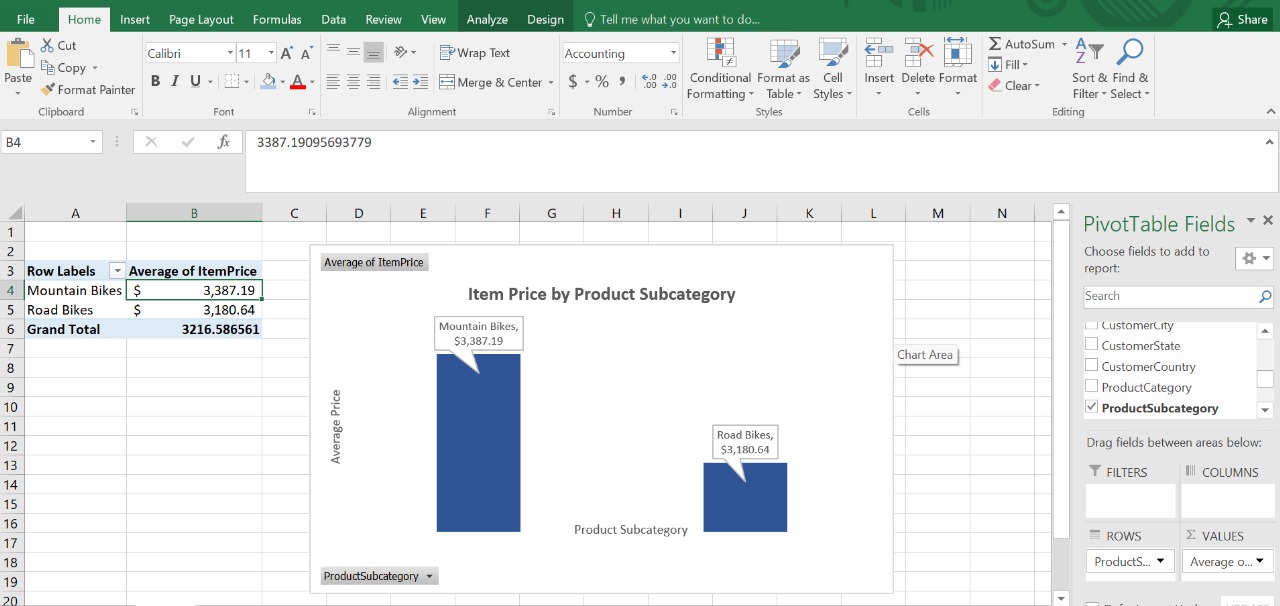 File Home Insert Page Layout Formulas Data Review View Analyze Design Tell me what you want to do... Share
Paste
Cut
Copy
Format Painter
Clipboard
Calibri 11 A A
B I U A
Font
Wrap Text
Merge & Center
Alignment
Accounting
$ % , .00 .0
Number
Conditional Formatting
Format as Table
Cell Styles
Styles
Insert Delete Format
Cells
Σ AutoSum
Fill
Clear
Sort & Filter
Find & Select
Editing
B4 fx 3387.19095693779
A B C D E F G H I J K L M N
1
2
3 Row Labels Average of ItemPrice
4 Mountain Bikes $ 3,387.19
5 Road Bikes $ 3,180.64
6 Grand Total 3216.586561
7
8
9
10
11
12
13
14
15
16
17
18
19
20
Average of ItemPrice
Item Price by Product Subcategory
Mountain Bikes,
$3,387.19
Average Price
Road Bikes,
$3,180.64
Product Subcategory
ProductSubcategory
Chart Area
PivotTable Fields
Choose fields to add to
report:
Search
CustomerCity
CustomerState
CustomerCountry
ProductCategory
ProductSubcategory
Drag fields between areas below:
FILTERS
COLUMNS
ROWS
Σ VALUES
ProductS...
Average o...